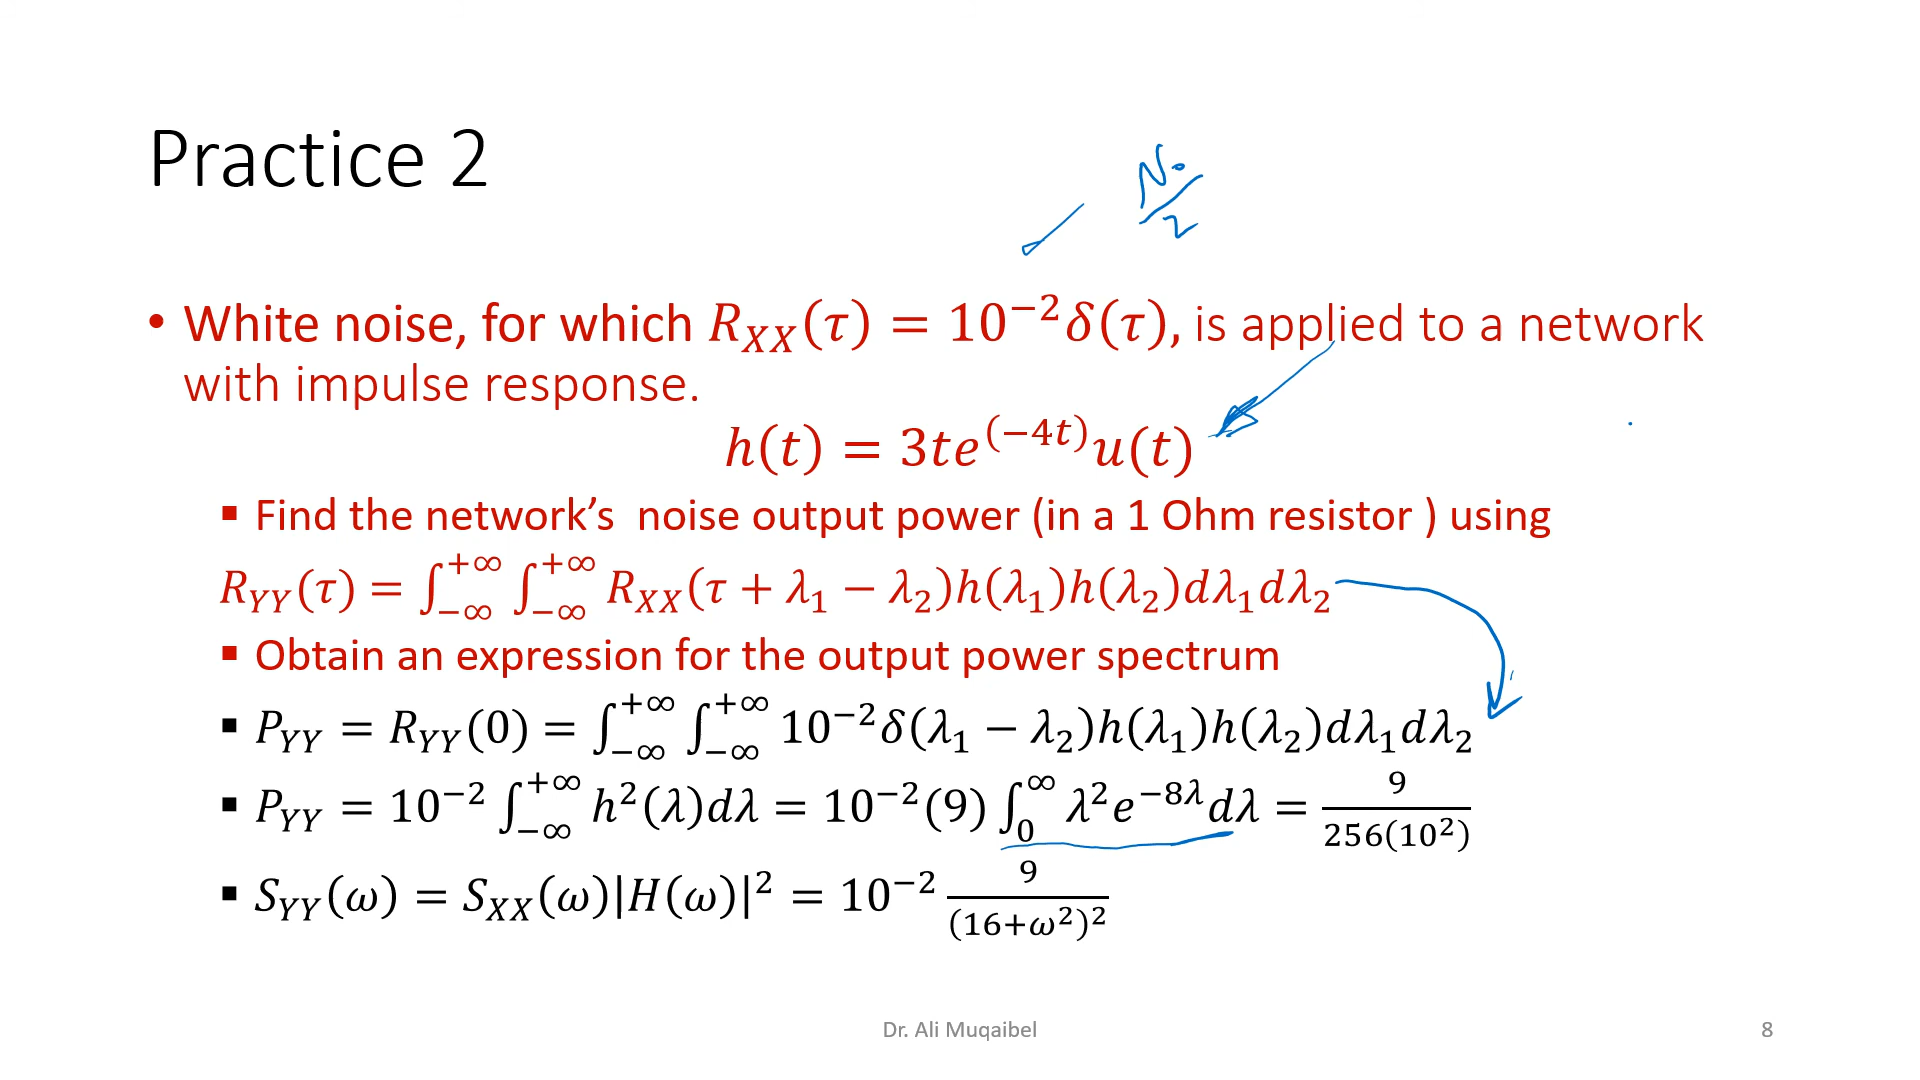 Practice 2
N₀/2
• White noise, for which R_XX(τ) = 10⁻²δ(τ), is applied to a network
with impulse response.
h(t) = 3te^(−4t)u(t)
▪ Find the network’s  noise output power (in a 1 Ohm resistor ) using
R_YY(τ) = ∫_−∞^+∞ ∫_−∞^+∞ R_XX(τ + λ₁ − λ₂)h(λ₁)h(λ₂)dλ₁dλ₂
▪ Obtain an expression for the output power spectrum
▪ P_YY = R_YY(0) = ∫_−∞^+∞ ∫_−∞^+∞ 10⁻²δ(λ₁ − λ₂)h(λ₁)h(λ₂)dλ₁dλ₂
▪ P_YY = 10⁻² ∫_−∞^+∞ h²(λ)dλ = 10⁻²(9) ∫_0^∞ λ²e^−8λ dλ = 9/(256(10²))
▪ S_YY(ω) = S_XX(ω)|H(ω)|² = 10⁻² 9/((16+ω²)²)
Dr. Ali Muqaibel
8